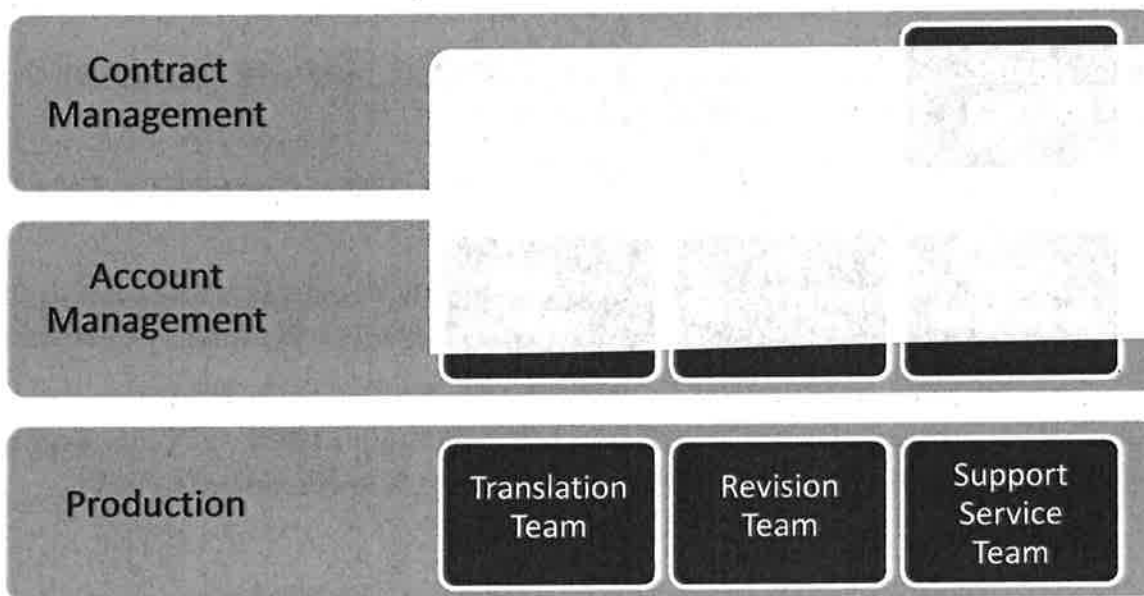 Contract
Management
Account
Management
Production
Translation
Team
Revision
Team
Support
Service
Team